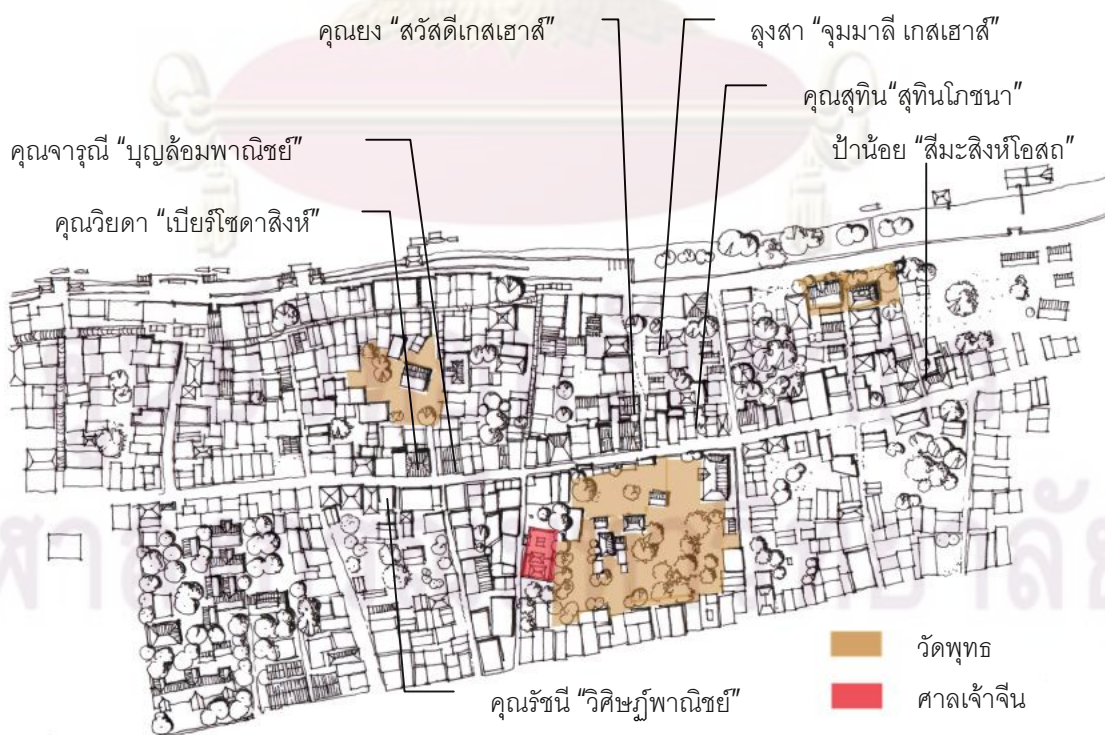 คุณยง “สวัสดีเกสเฮาส์”
ลุงสา “จุมมาลี เกสเฮาส์”
คุณสุทิน“สุทินโภชนา”
คุณจารุณี “บุญล้อมพาณิชย์”
ป้าน้อย “สีมะสิงห์โอสถ”
คุณวิยดา “เบียร์โซดาสิงห์”
วัดพุทธ
คุณรัชนี “วิศิษฏ์พาณิชย์”
ศาลเจ้าจีน